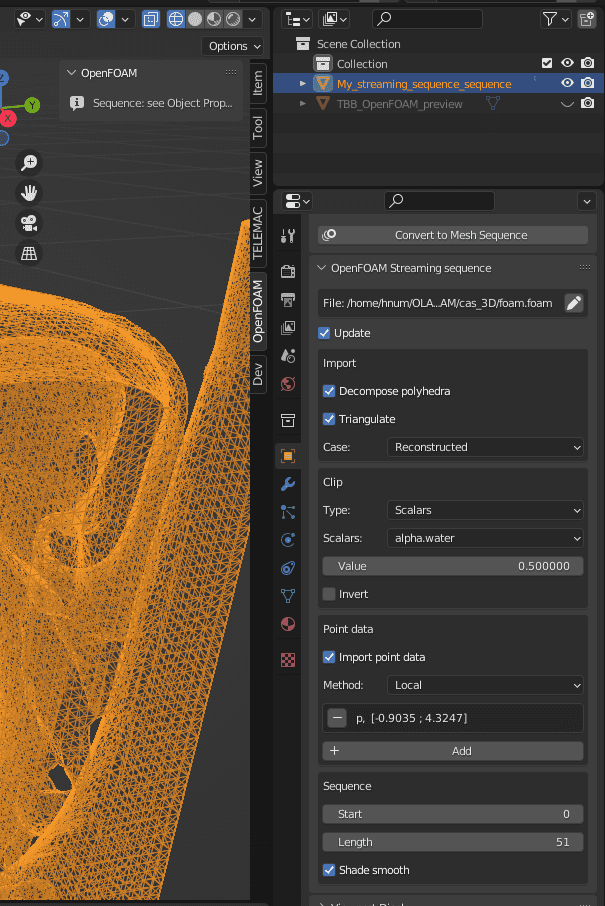 Options
OpenFOAM
Sequence: see Object Prop...
Z
Y
X
Item
Tool
View
TELEMAC
OpenFOAM
Dev
Scene Collection
Collection
My_streaming_sequence_sequence
TBB_OpenFOAM_preview
Convert to Mesh Sequence
OpenFOAM Streaming sequence
File: /home/hnum/OLA...AM/cas_3D/foam.foam
Update
Import
Decompose polyhedra
Triangulate
Case: Reconstructed
Clip
Type: Scalars
Scalars: alpha.water
Value 0.500000
Invert
Point data
Import point data
Method: Local
p, [-0.9035 ; 4.3247]
Add
Sequence
Start 0
Length 51
Shade smooth